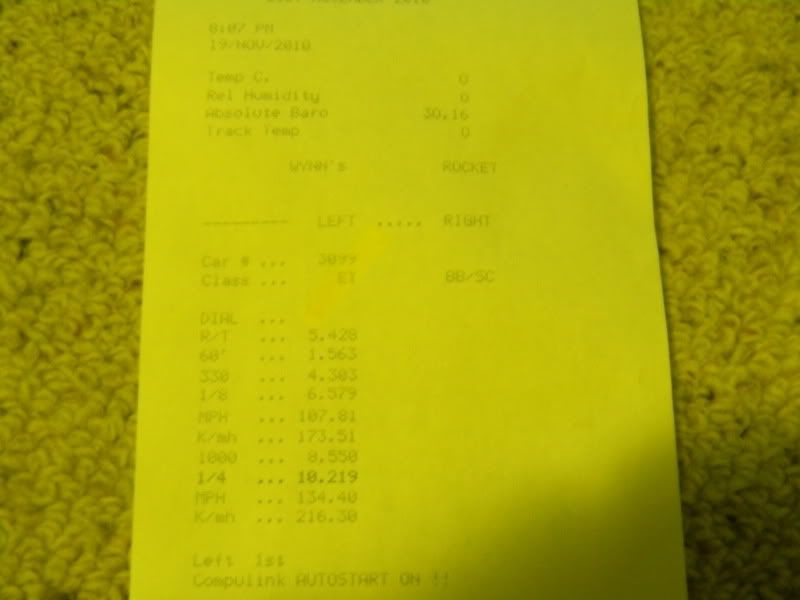 NOVEMBER 2010
8:07 PM
19/NOV/2010
Temp C. 0
Rel Humidity 0
Absolute Baro 30.16
Track Temp 0
WYNN's ROCKET
--------- LEFT ..... RIGHT
Car # ... 3099
Class ... ET BB/SC
DIAL ...
R/T ... 5.428
60' ... 1.563
330 ... 4.303
1/8 ... 6.579
MPH ... 107.81
K/mh ... 173.51
1000 ... 8.550
1/4 ... 10.219
MPH ... 134.40
K/mh ... 216.30
Left 1st
Compulink AUTOSTART ON !!